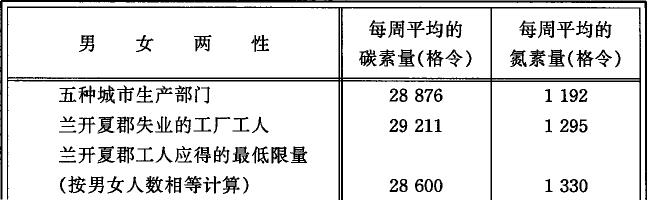 男 女 两 性
每周平均的
碳素量(格令)
每周平均的
氮素量(格令)
五种城市生产部门 28 876 1 192
兰开夏郡失业的工厂工人 29 211 1 295
兰开夏郡工人应得的最低限量
(按男女人数相等计算) 28 600 1 330